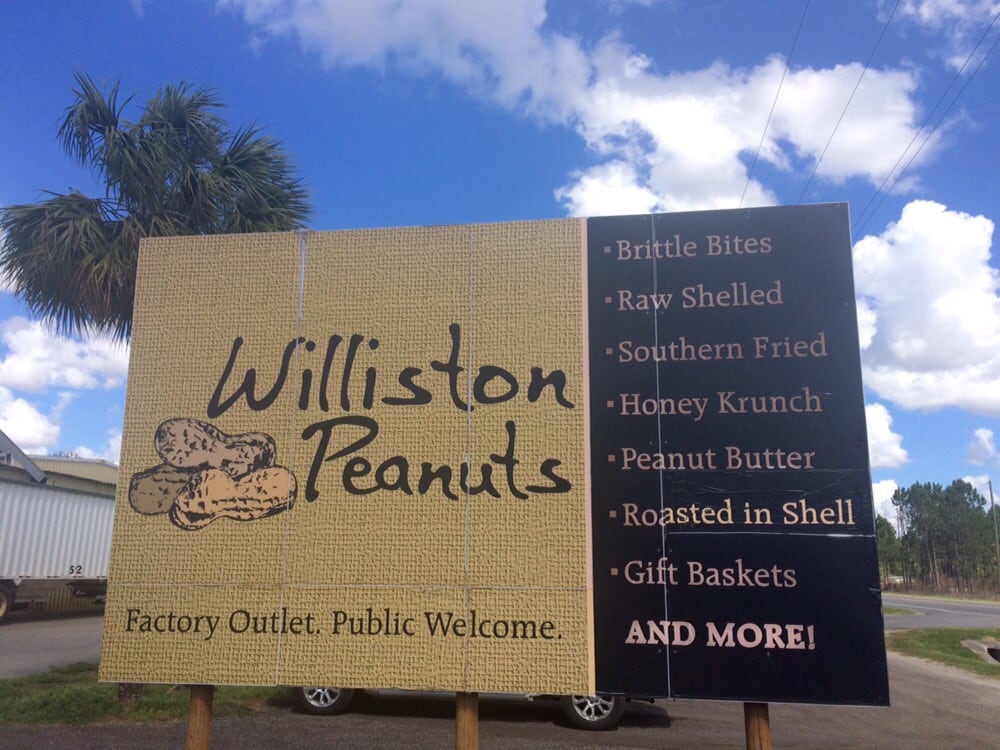 Williston
Peanuts
Factory Outlet. Public Welcome.
▪ Brittle Bites
▪ Raw Shelled
▪ Southern Fried
▪ Honey Krunch
▪ Peanut Butter
▪ Roasted in Shell
▪ Gift Baskets
AND MORE!
52